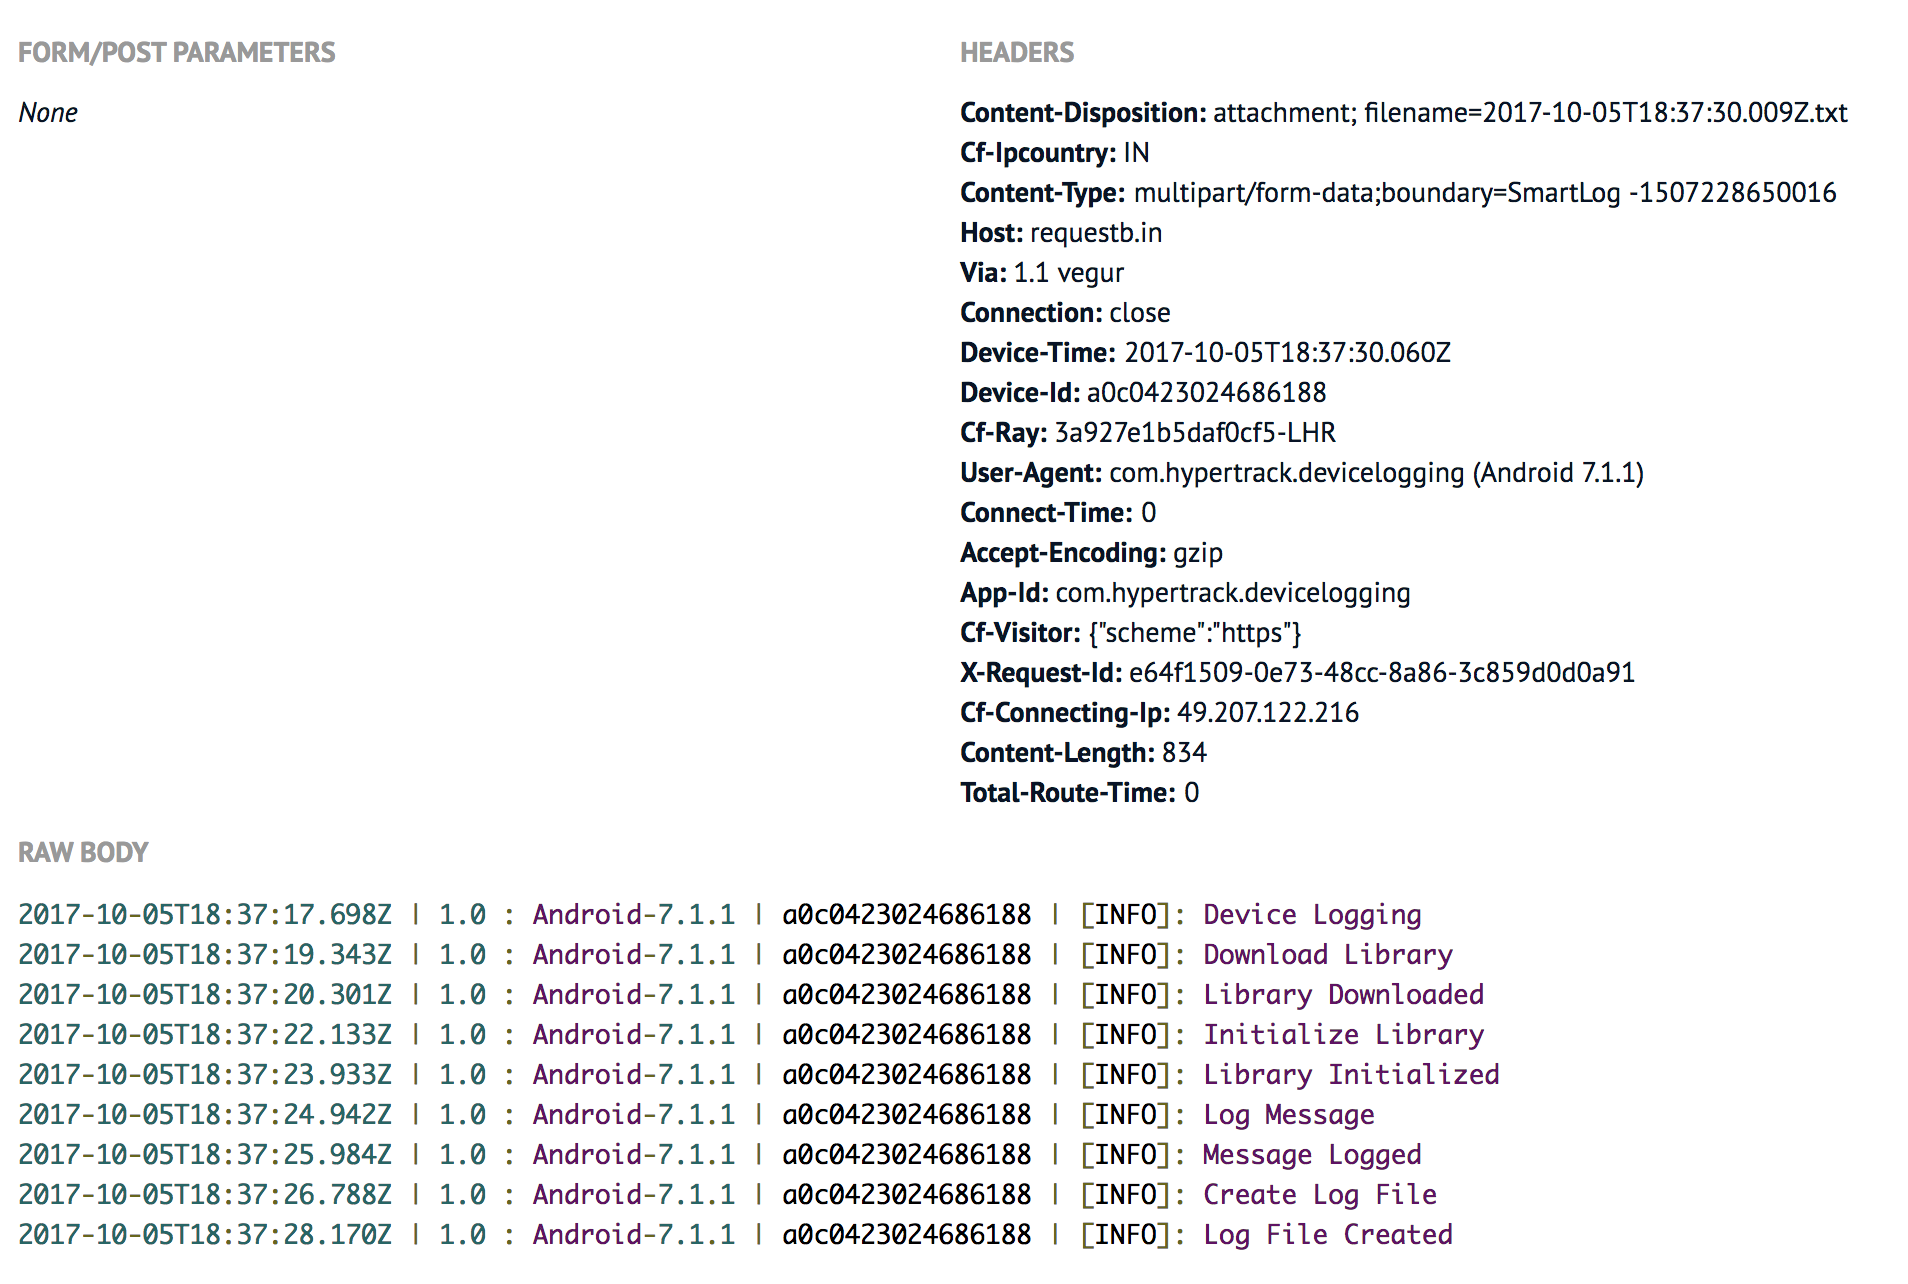 FORM/POST PARAMETERS
None
HEADERS
Content-Disposition: attachment; filename=2017-10-05T18:37:30.009Z.txt
Cf-Ipcountry: IN
Content-Type: multipart/form-data;boundary=SmartLog -1507228650016
Host: requestb.in
Via: 1.1 vegur
Connection: close
Device-Time: 2017-10-05T18:37:30.060Z
Device-Id: a0c0423024686188
Cf-Ray: 3a927e1b5daf0cf5-LHR
User-Agent: com.hypertrack.devicelogging (Android 7.1.1)
Connect-Time: 0
Accept-Encoding: gzip
App-Id: com.hypertrack.devicelogging
Cf-Visitor: {"scheme":"https"}
X-Request-Id: e64f1509-0e73-48cc-8a86-3c859d0d0a91
Cf-Connecting-Ip: 49.207.122.216
Content-Length: 834
Total-Route-Time: 0
RAW BODY
2017-10-05T18:37:17.698Z | 1.0 : Android-7.1.1 | a0c0423024686188 | [INFO]: Device Logging
2017-10-05T18:37:19.343Z | 1.0 : Android-7.1.1 | a0c0423024686188 | [INFO]: Download Library
2017-10-05T18:37:20.301Z | 1.0 : Android-7.1.1 | a0c0423024686188 | [INFO]: Library Downloaded
2017-10-05T18:37:22.133Z | 1.0 : Android-7.1.1 | a0c0423024686188 | [INFO]: Initialize Library
2017-10-05T18:37:23.933Z | 1.0 : Android-7.1.1 | a0c0423024686188 | [INFO]: Library Initialized
2017-10-05T18:37:24.942Z | 1.0 : Android-7.1.1 | a0c0423024686188 | [INFO]: Log Message
2017-10-05T18:37:25.984Z | 1.0 : Android-7.1.1 | a0c0423024686188 | [INFO]: Message Logged
2017-10-05T18:37:26.788Z | 1.0 : Android-7.1.1 | a0c0423024686188 | [INFO]: Create Log File
2017-10-05T18:37:28.170Z | 1.0 : Android-7.1.1 | a0c0423024686188 | [INFO]: Log File Created